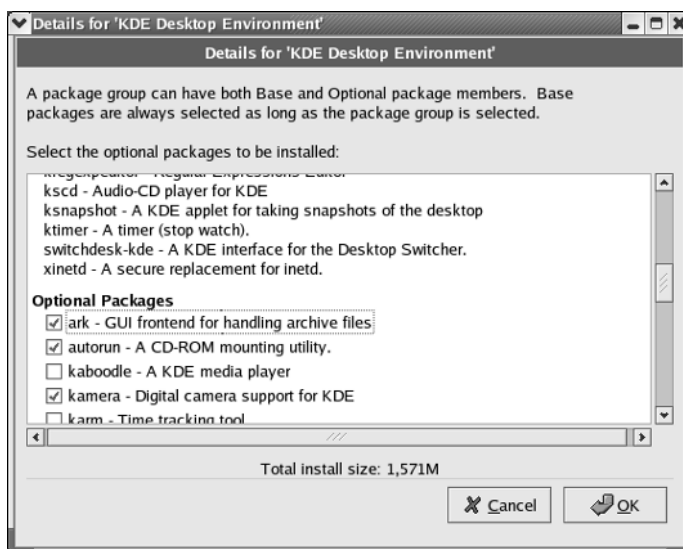 Details for 'KDE Desktop Environment'
Details for 'KDE Desktop Environment'
A package group can have both Base and Optional package members. Base
packages are always selected as long as the package group is selected.
Select the optional packages to be installed:
kregexpeditor - Regular Expressions Editor
kscd - Audio-CD player for KDE
ksnapshot - A KDE applet for taking snapshots of the desktop
ktimer - A timer (stop watch).
switchdesk-kde - A KDE interface for the Desktop Switcher.
xinetd - A secure replacement for inetd.
Optional Packages
ark - GUI frontend for handling archive files
autorun - A CD-ROM mounting utility.
kaboodle - A KDE media player
kamera - Digital camera support for KDE
karm - Time tracking tool
Total install size: 1,571M
Cancel
OK